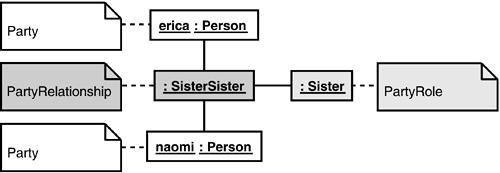 Party
erica : Person
PartyRelationship
: SisterSister
: Sister
PartyRole
Party
naomi : Person